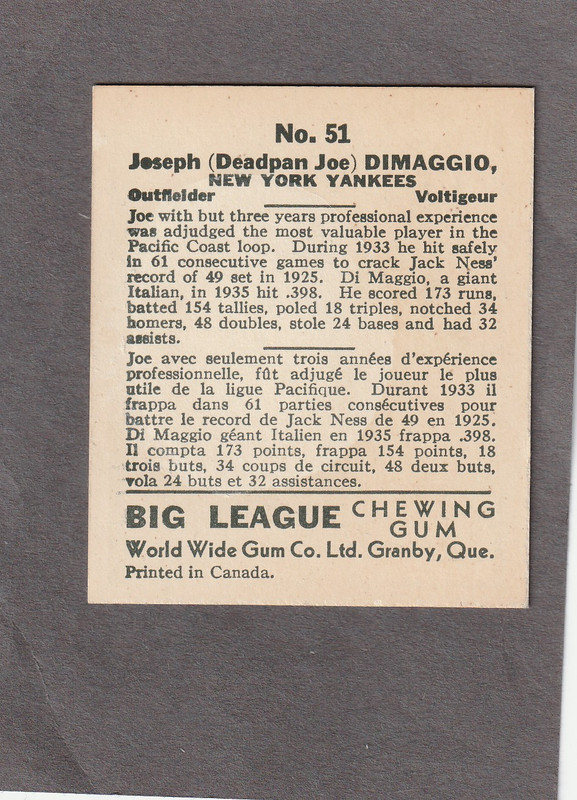 No. 51
Joseph (Deadpan Joe) DIMAGGIO,
NEW YORK YANKEES
Outfielder Voltigeur
Joe with but three years professional experience
was adjudged the most valuable player in the
Pacific Coast loop. During 1933 he hit safely
in 61 consecutive games to crack Jack Ness'
record of 49 set in 1925. Di Maggio, a giant
Italian, in 1935 hit .398. He scored 173 runs,
batted 154 tallies, poled 18 triples, notched 34
homers, 48 doubles, stole 24 bases and had 32
assists.
Joe avec seulement trois années d'expérience
professionnelle, fût adjugé le joueur le plus
utile de la ligue Pacifique. Durant 1933 il
frappa dans 61 parties consécutives pour
battre le record de Jack Ness de 49 en 1925.
Di Maggio géant Italien en 1935 frappa .398.
Il compta 173 points, frappa 154 points, 18
trois buts, 34 coups de circuit, 48 deux buts,
vola 24 buts et 32 assistances.
BIG LEAGUE CHEWING GUM
World Wide Gum Co. Ltd. Granby, Que.
Printed in Canada.